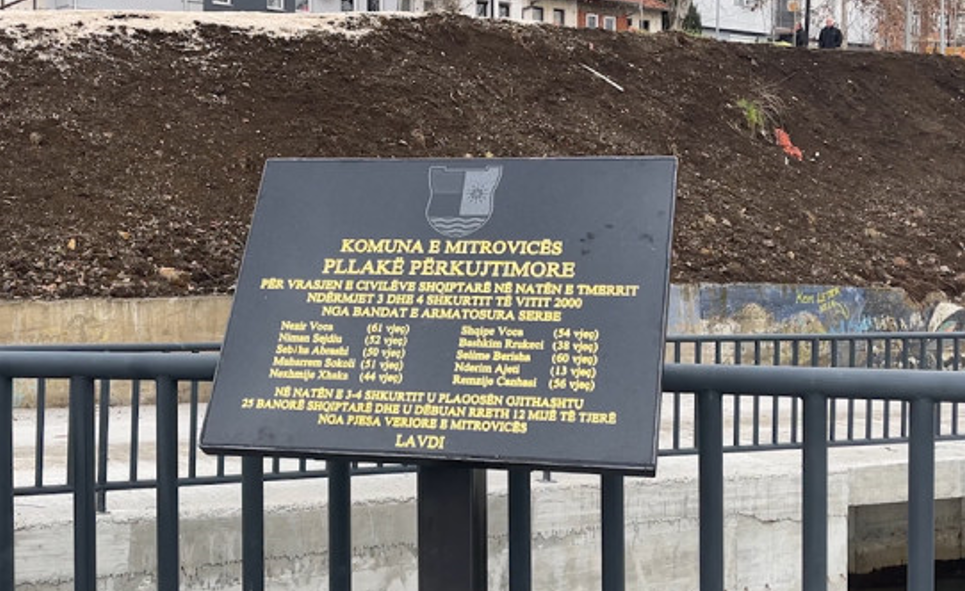 KOMUNA E MITROVICËS
PLLAKË PËRKUJTIMORE
PËR VRASJEN E CIVILËVE SHQIPTARË NË NATËN E TMERRIT
NDËRMJET 3 DHE 4 SHKURTIT TË VITIT 2000
NGA BANDAT E ARMATOSURA SERBE
Nezir Voca (61 vjeç) Shqipe Voca (54 vjeç)
Niman Sejdiu (52 vjeç) Bashkim Rrukeci (38 vjeç)
Sebiha Abrashi (50 vjeç) Selime Berisha (60 vjeç)
Muharrem Sokoli (51 vjeç) Nderim Ajeti (13 vjeç)
Nexhmije Xhaka (44 vjeç) Remzije Canhasi (56 vjeç)
NË NATËN E 3-4 SHKURTIT U PLAGOSËN GJITHASHTU
25 BANORË SHQIPTARË DHE U DËBUAN RRETH 12 MIJË TË TJERË
NGA PJESA VERIORE E MITROVICËS
LAVDI